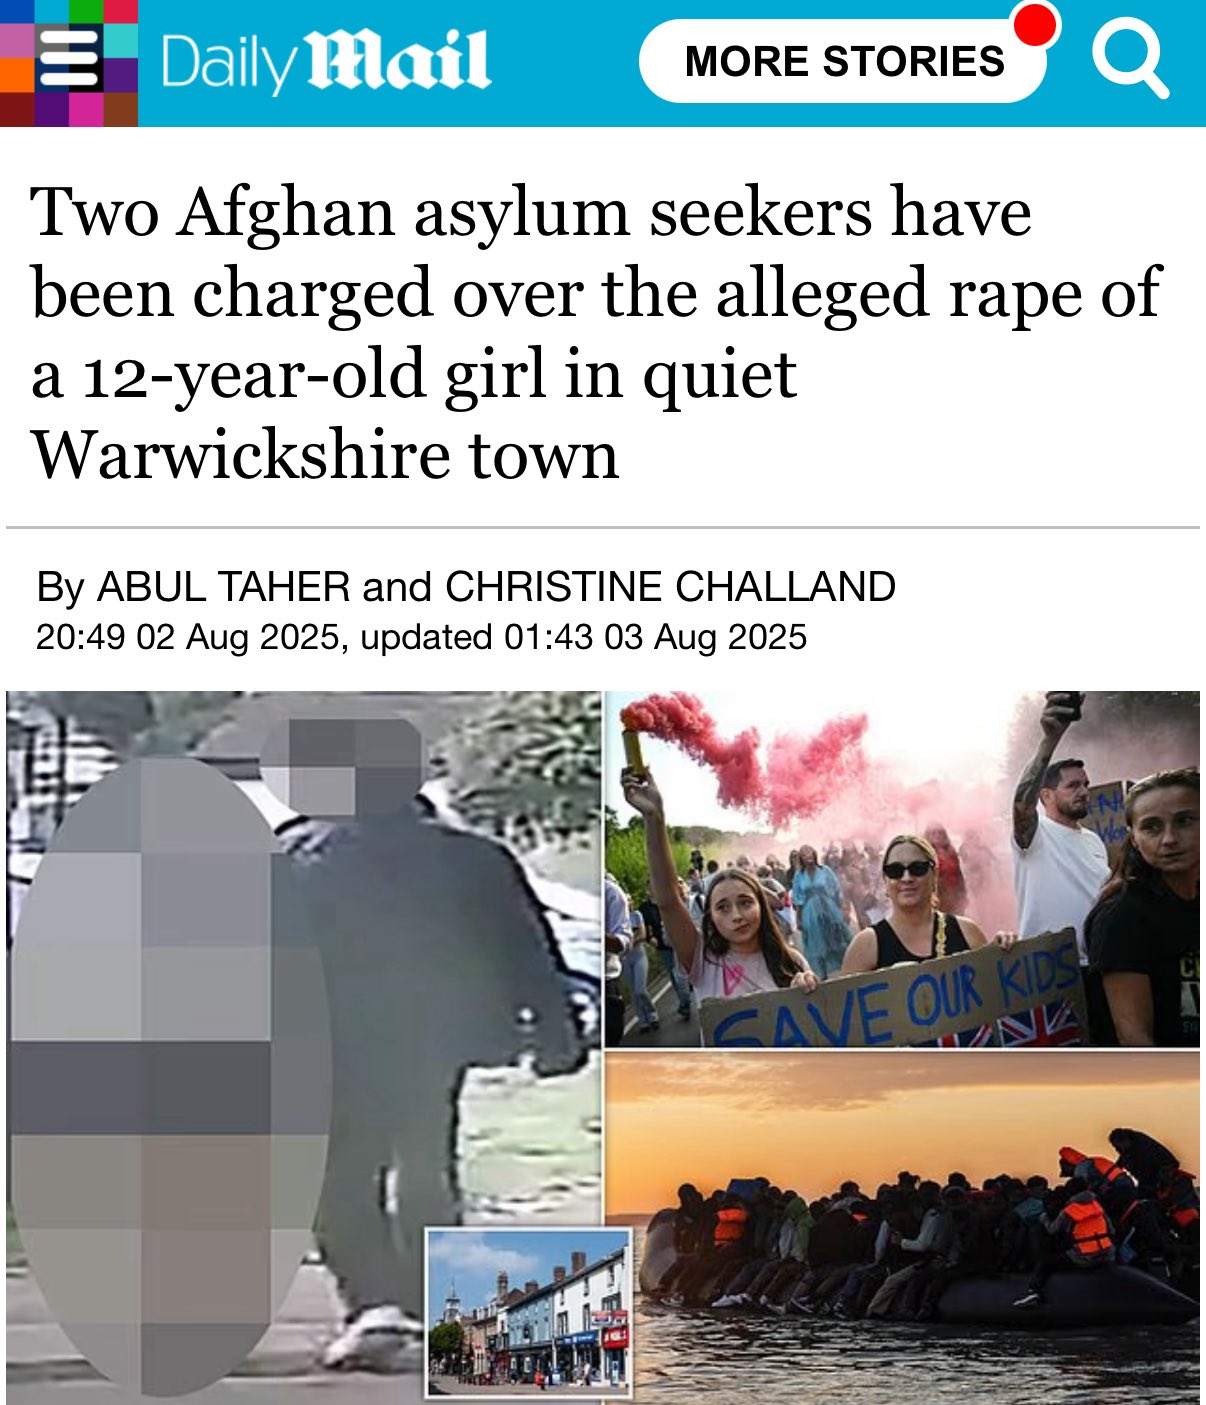 Daily Mail
MORE STORIES
Two Afghan asylum seekers have
been charged over the alleged rape of
a 12-year-old girl in quiet
Warwickshire town
By ABUL TAHER and CHRISTINE CHALLAND
20:49 02 Aug 2025, updated 01:43 03 Aug 2025
SAVE OUR KIDS